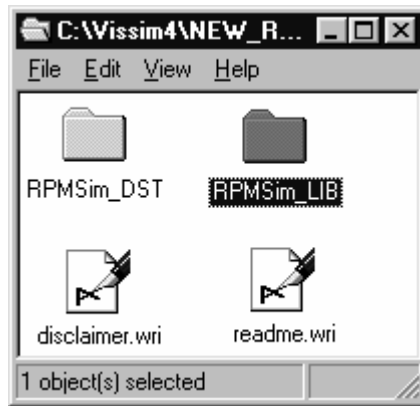 C:\Vissim4\NEW_R...
File Edit View Help
RPMSim_DST RPMSim_LIB
disclaimer.wri readme.wri
1 object(s) selected